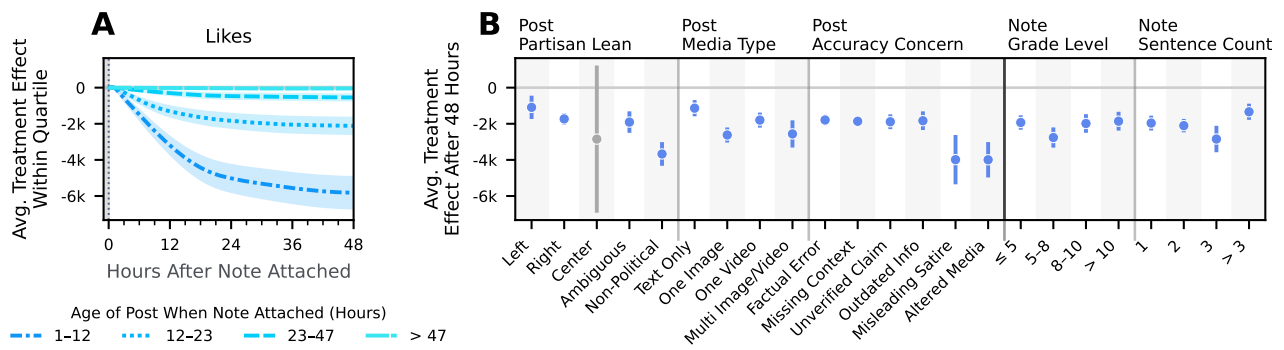 A
Likes
Avg. Treatment Effect
Within Quartile
0
-2k
-4k
-6k
0
12
24
36
48
Hours After Note Attached
Age of Post When Note Attached (Hours)
1–12
12–23
23–47
> 47
B
Post
Partisan Lean
Post
Media Type
Post
Accuracy Concern
Note
Grade Level
Note
Sentence Count
Avg. Treatment
Effect After 48 Hours
0
-2k
-4k
-6k
Left
Right
Center
Ambiguous
Non-Political
Text Only
One Image
One Video
Multi Image/Video
Factual Error
Missing Context
Unverified Claim
Outdated Info
Misleading Satire
Altered Media
≤ 5
5–8
8–10
> 10
1
2
3
> 3